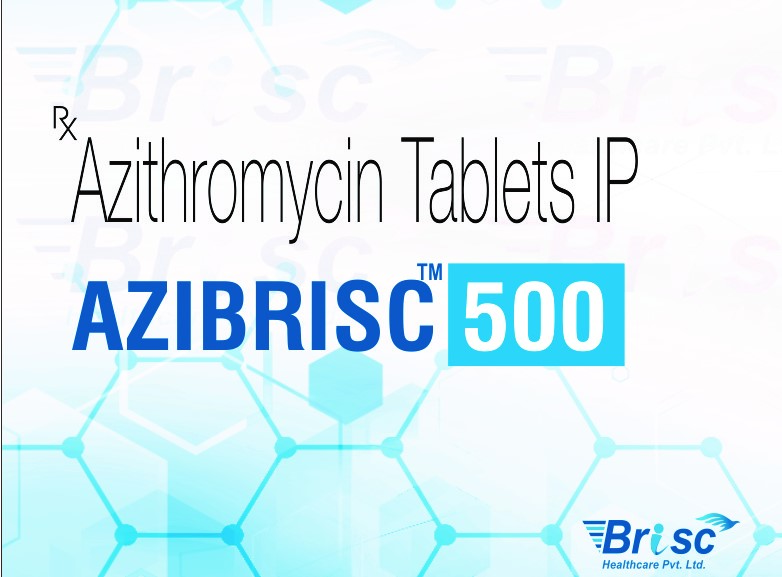 Rx
Azithromycin Tablets IP
AZIBRISC™ 500
Brisc
Healthcare Pvt. Ltd.